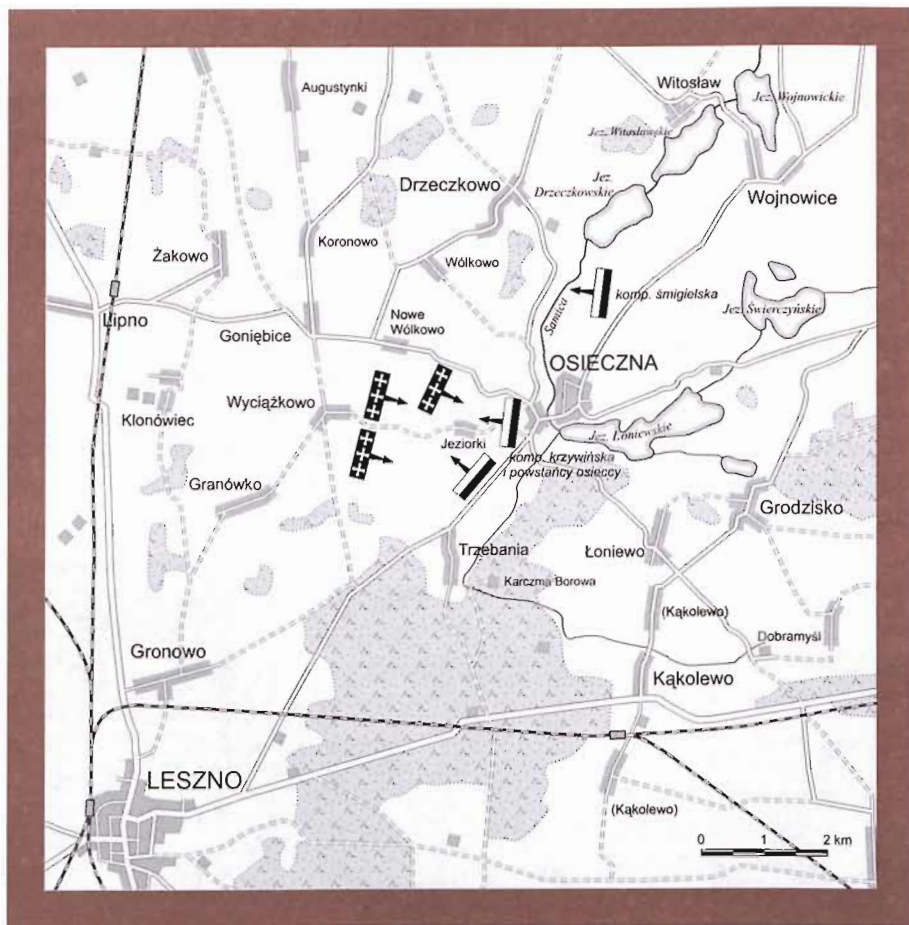 Augustynki
Witosław
Jez. Wojnowickie
Jez. Witosławskie
Drzeczkowo
Jez.
Drzeczkowskie
Wojnowice
Żakowo
Koronowo
Wólkowo
komp. śmigielska
Jez. Świerczyńskie
Lipno
Goniębice
Nowe
Wólkowo
Samica
OSIECZNA
Klonówiec
Wyciążkowo
Jeziorki
Jez. Łoniewskie
komp. krzywińska
i powstańcy osieccy
Granówko
Grodzisko
Trzebania
Łoniewo
Karczma Borowa
(Kąkolewo)
Dobramyśl
Gronowo
Kąkolewo
LESZNO
(Kąkolewo)
0 1 2 km